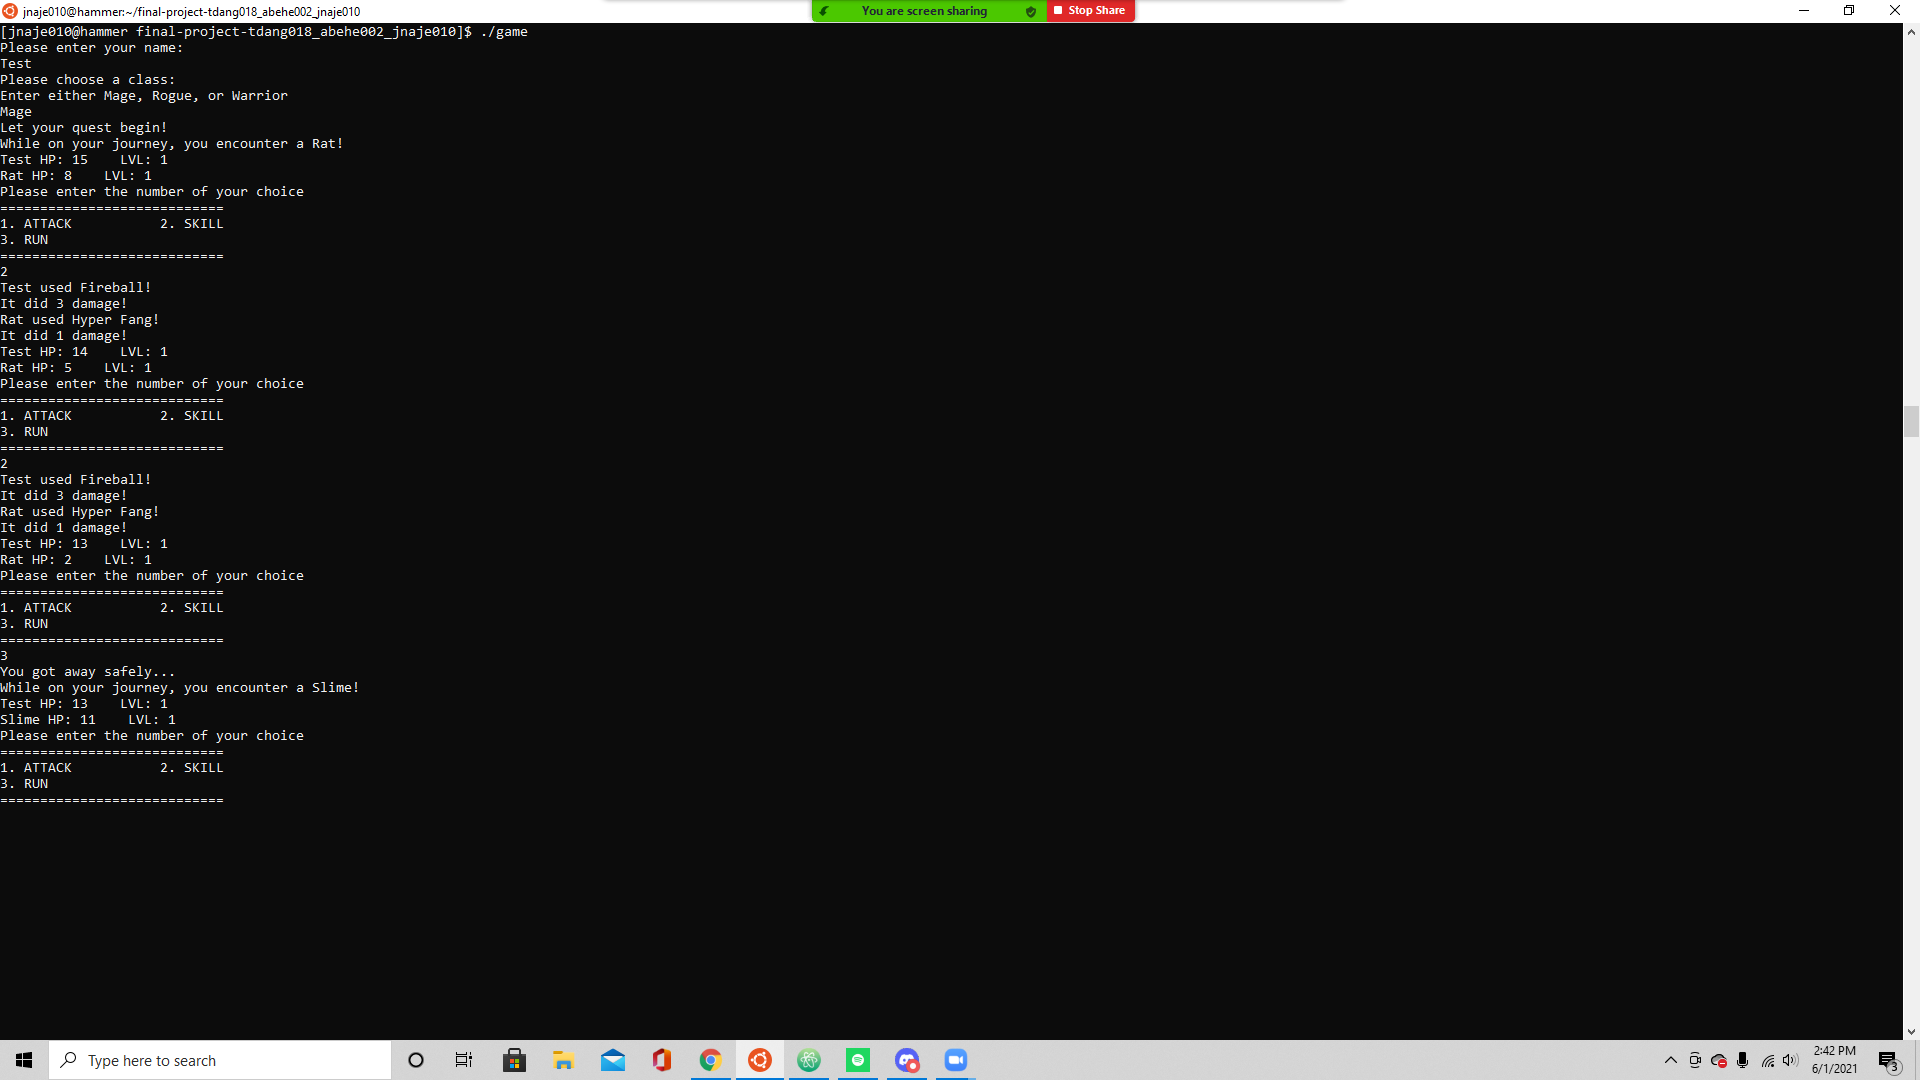 jnaje010@hammer:~/final-project-tdang018_abehe002_jnaje010
You are screen sharing
Stop Share
[jnaje010@hammer final-project-tdang018_abehe002_jnaje010]$ ./game
Please enter your name:
Test
Please choose a class:
Enter either Mage, Rogue, or Warrior
Mage
Let your quest begin!
While on your journey, you encounter a Rat!
Test HP: 15    LVL: 1
Rat HP: 8    LVL: 1
Please enter the number of your choice
============================
1. ATTACK           2. SKILL
3. RUN
============================
2
Test used Fireball!
It did 3 damage!
Rat used Hyper Fang!
It did 1 damage!
Test HP: 14    LVL: 1
Rat HP: 5    LVL: 1
Please enter the number of your choice
============================
1. ATTACK           2. SKILL
3. RUN
============================
2
Test used Fireball!
It did 3 damage!
Rat used Hyper Fang!
It did 1 damage!
Test HP: 13    LVL: 1
Rat HP: 2    LVL: 1
Please enter the number of your choice
============================
1. ATTACK           2. SKILL
3. RUN
============================
3
You got away safely...
While on your journey, you encounter a Slime!
Test HP: 13    LVL: 1
Slime HP: 11    LVL: 1
Please enter the number of your choice
============================
1. ATTACK           2. SKILL
3. RUN
============================
Type here to search
2:42 PM
6/1/2021
3